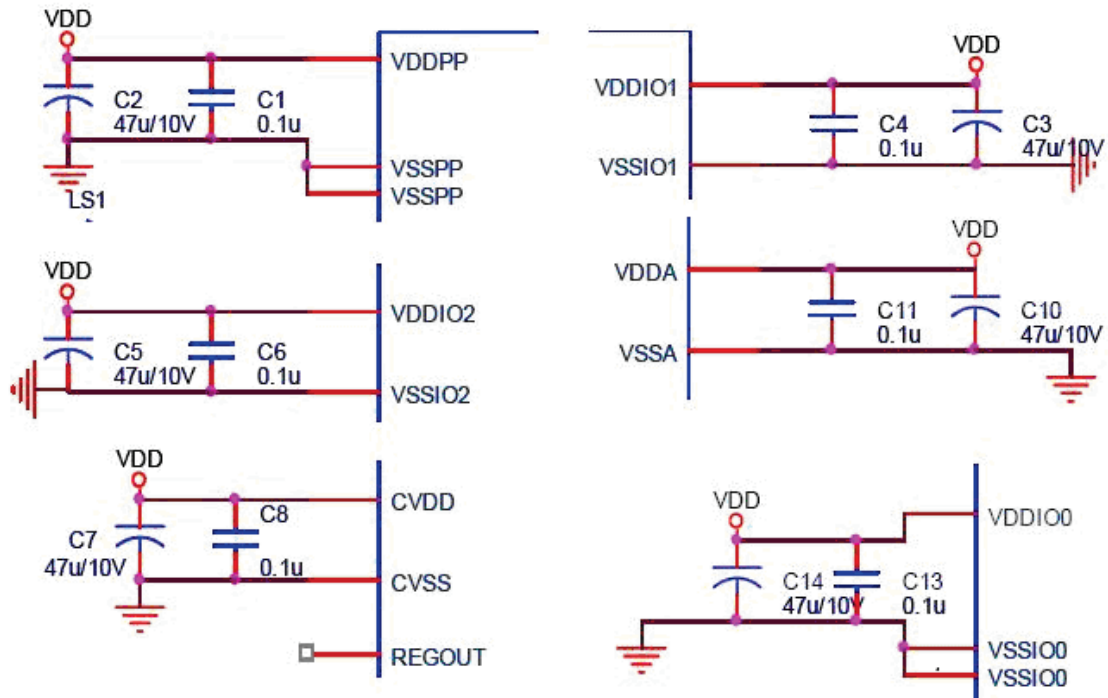 VDD
VDDPP
C2
47u/10V
C1
0.1u
VSSPP
VSSPP
LS1
VDD
VDDIO1
C4
0.1u
C3
47u/10V
VSSIO1
VDD
VDDIO2
C5
47u/10V
C6
0.1u
VSSIO2
VDD
VDDA
C11
0.1u
C10
47u/10V
VSSA
VDD
CVDD
C7
47u/10V
C8
0.1u
CVSS
REGOUT
VDD
VDDIO0
C14
47u/10V
C13
0.1u
VSSIO0
VSSIO0